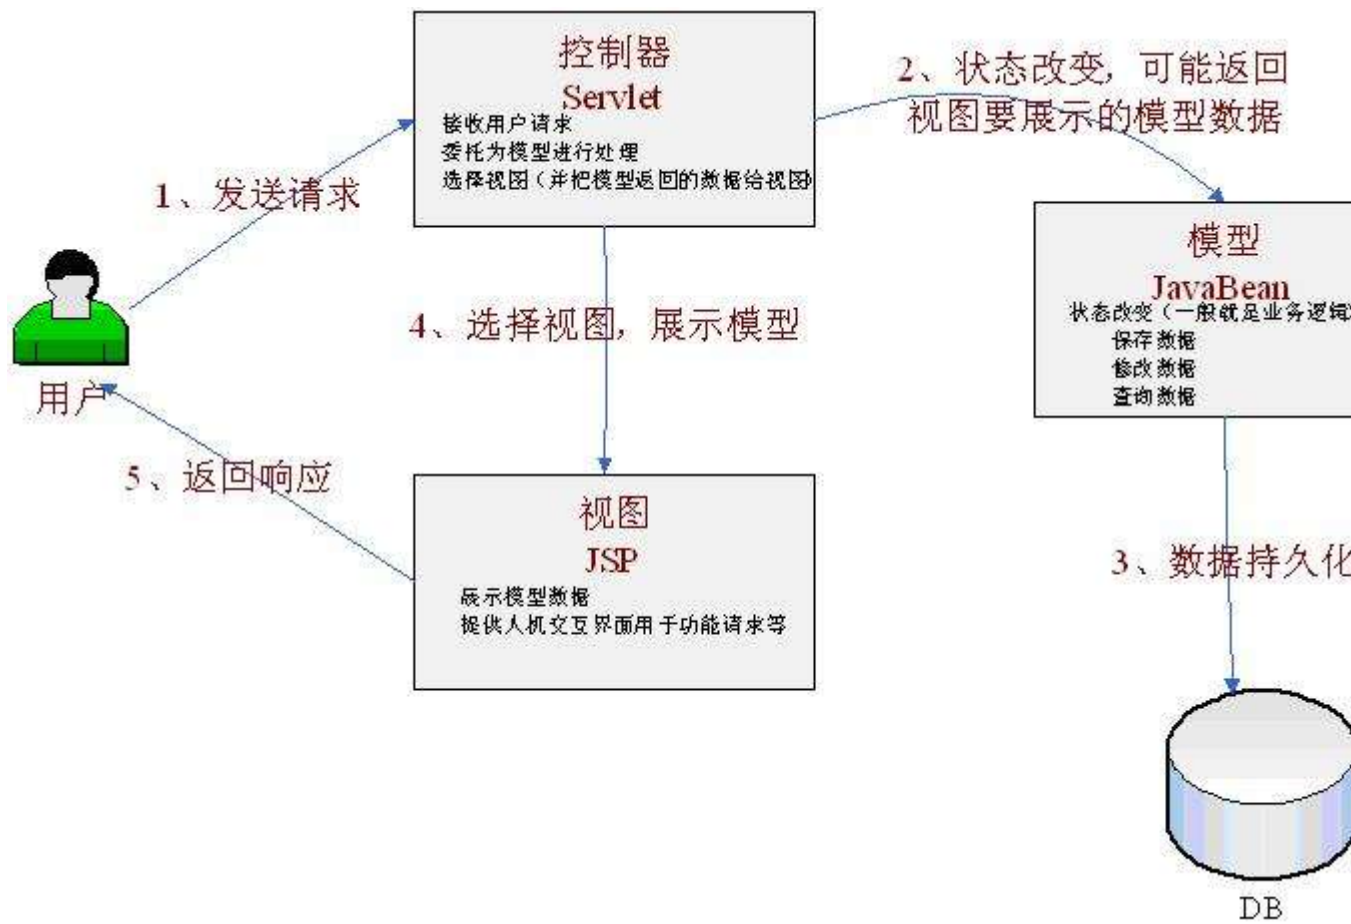 控制器
Servlet
接收用户请求
委托为模型进行处理
选择视图（并把模型返回的数据给视图）
2、状态改变，可能返回
视图要展示的模型数据
1、发送请求
模型
JavaBean
状态改变（一般就是业务逻辑
保存数据
修改数据
查询数据
4、选择视图，展示模型
用户
5、返回响应
视图
JSP
展示模型数据
提供人机交互界面用于功能请求等
3、数据持久化
DB